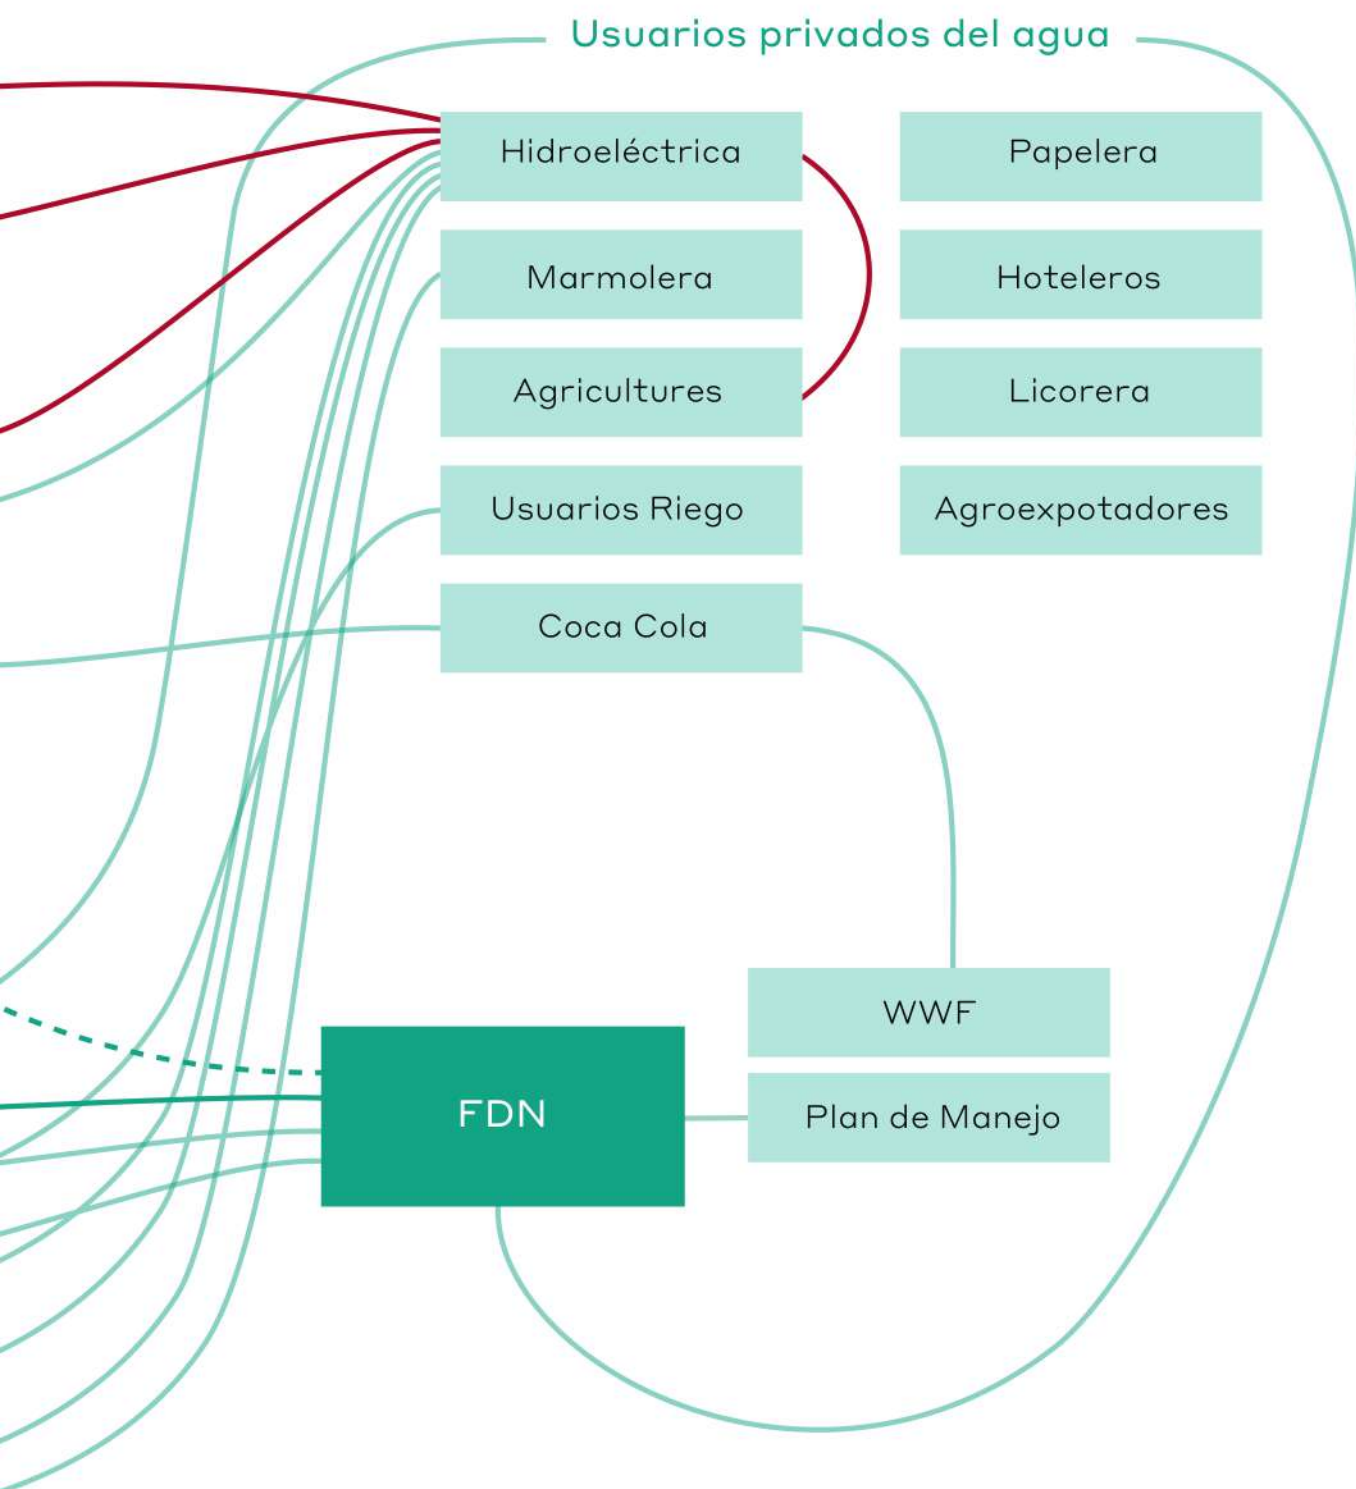 Usuarios privados del agua
Hidroeléctrica
Papelera
Marmolera
Hoteleros
Agricultures
Licorera
Usuarios Riego
Agroexpotadores
Coca Cola
WWF
FDN
Plan de Manejo